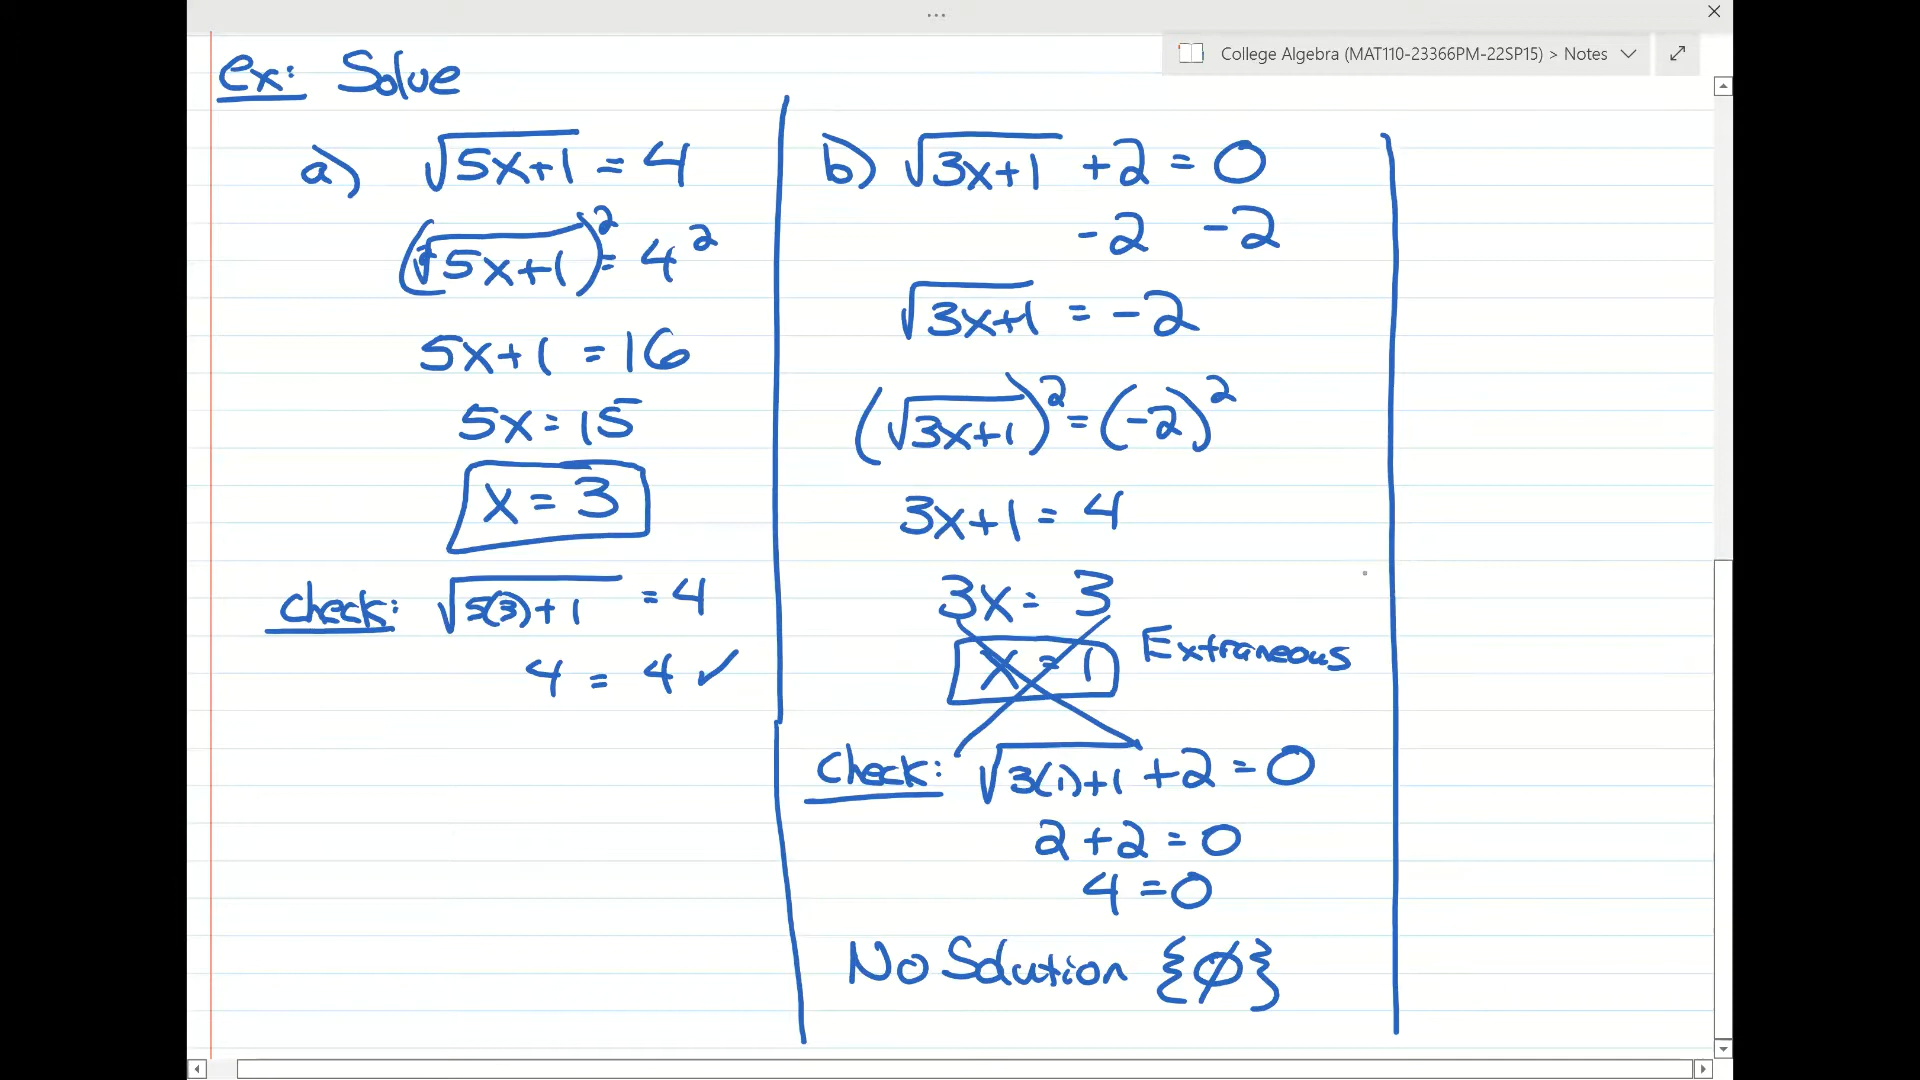 ...
College Algebra (MAT110-23366PM-22SP15) > Notes
ex: Solve
a) √(5x+1) = 4
(²√(5x+1))² = 4²
5x+1 = 16
5x = 15
x = 3
check: √(5(3)+1) = 4
4 = 4 ✓
b) √(3x+1) + 2 = 0
-2 -2
√(3x+1) = -2
(√(3x+1))² = (-2)²
3x+1 = 4
3x = 3
x = 1 Extraneous
check: √(3(1)+1) + 2 = 0
2 + 2 = 0
4 = 0
No Solution {∅}